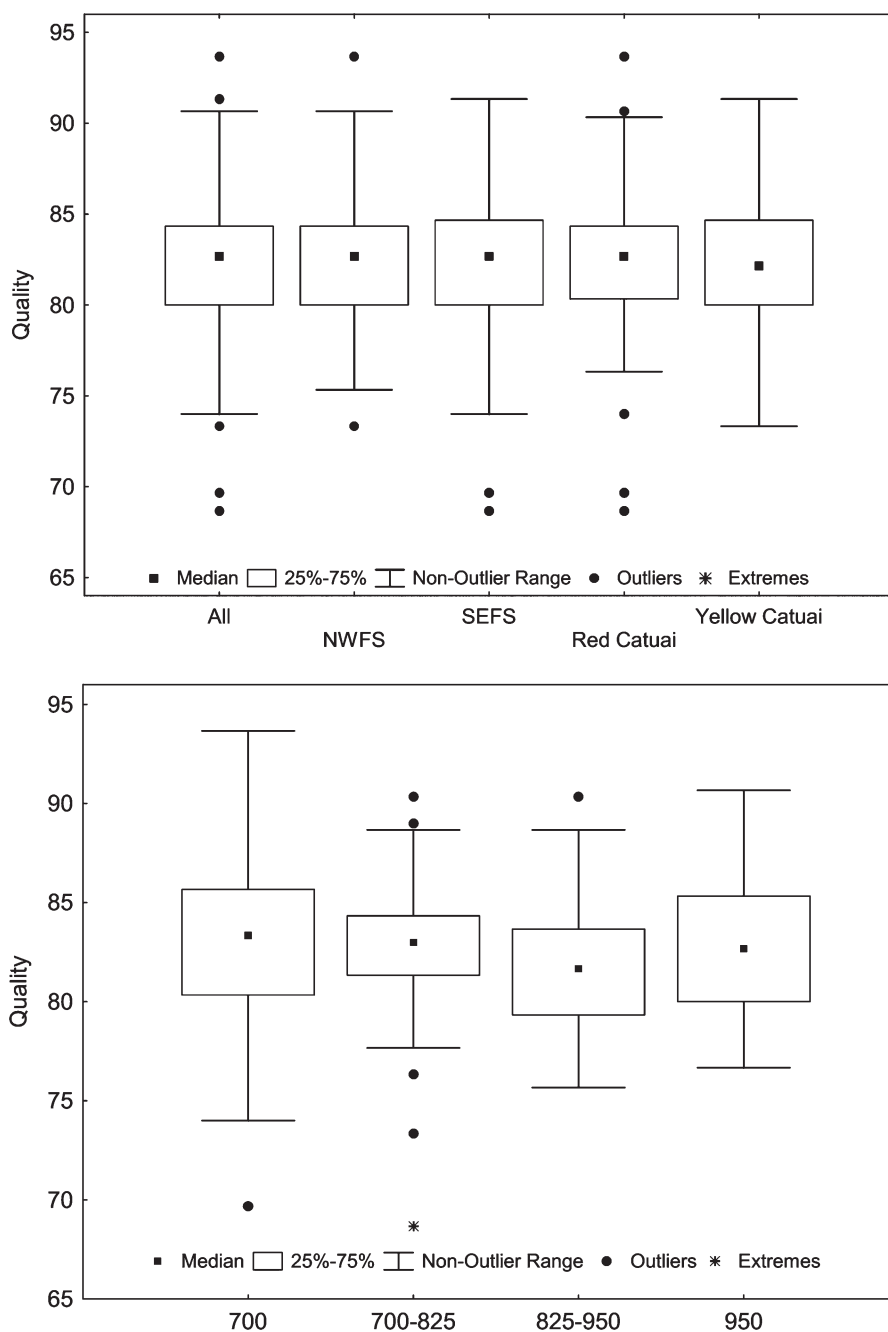 95
90
85
80
75
70
65
Quality
■ Median 25%-75% Non-Outlier Range ● Outliers ✳ Extremes
All SEFS Yellow Catuai
NWFS Red Catuai
95
90
85
80
75
70
65
Quality
■ Median 25%-75% Non-Outlier Range ● Outliers ✳ Extremes
700 700-825 825-950 950